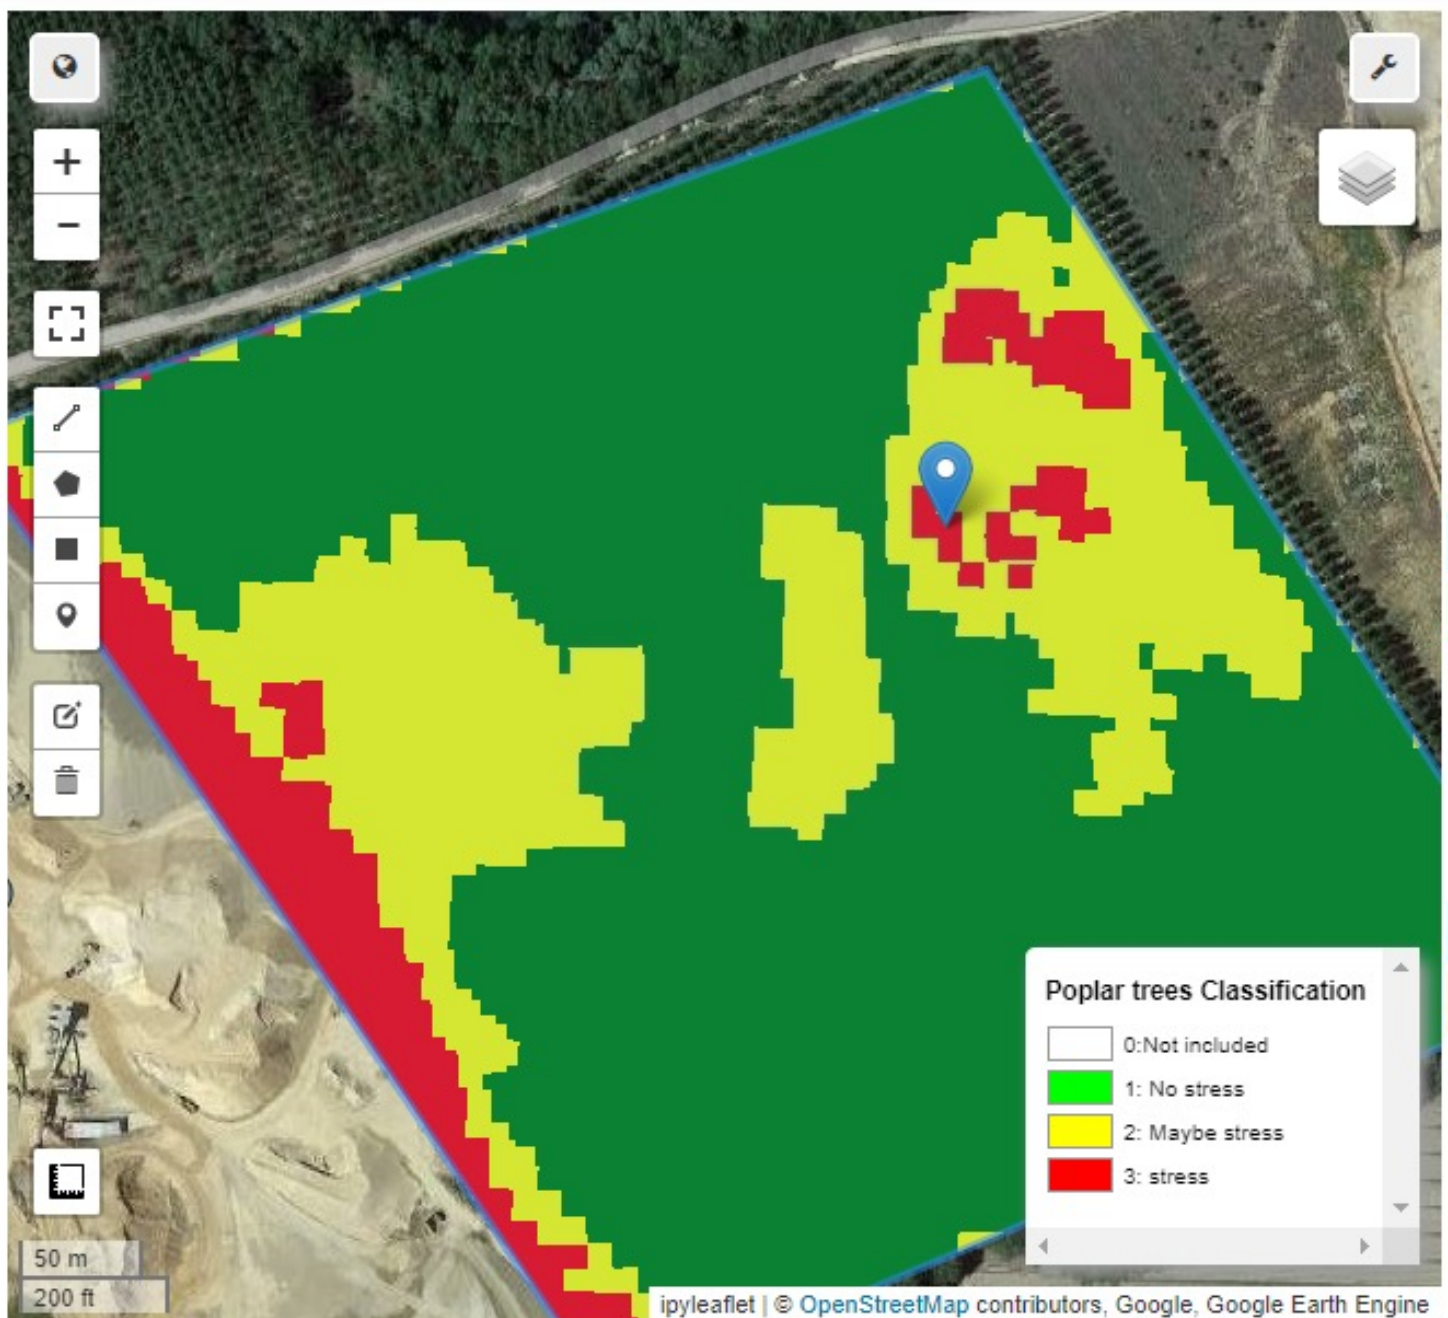 +
−
Poplar trees Classification
0:Not included
1: No stress
2: Maybe stress
3: stress
50 m
200 ft
ipyleaflet | © OpenStreetMap contributors, Google, Google Earth Engine